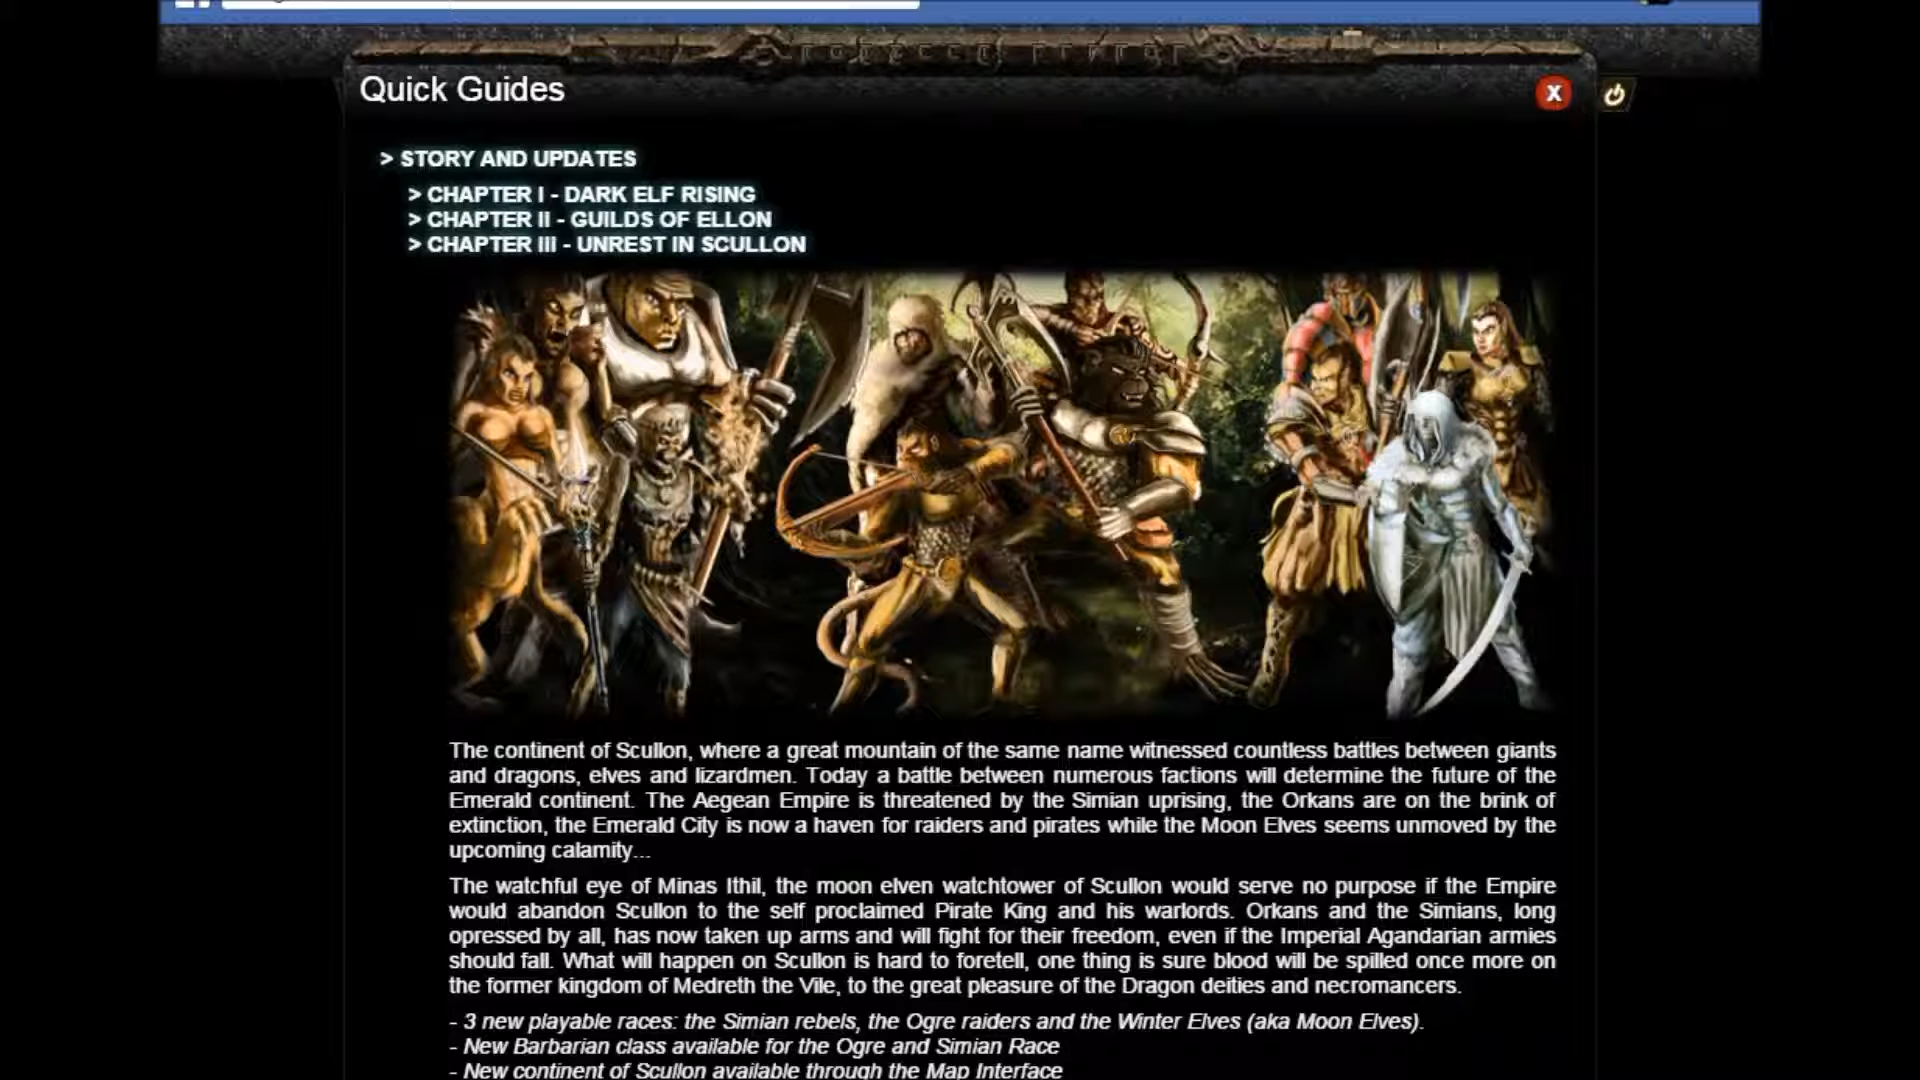 Quick Guides
X
> STORY AND UPDATES
> CHAPTER I - DARK ELF RISING
> CHAPTER II - GUILDS OF ELLON
> CHAPTER III - UNREST IN SCULLON
The continent of Scullon, where a great mountain of the same name witnessed countless battles between giants
and dragons, elves and lizardmen. Today a battle between numerous factions will determine the future of the
Emerald continent. The Aegean Empire is threatened by the Simian uprising, the Orkans are on the brink of
extinction, the Emerald City is now a haven for raiders and pirates while the Moon Elves seems unmoved by the
upcoming calamity...
The watchful eye of Minas Ithil, the moon elven watchtower of Scullon would serve no purpose if the Empire
would abandon Scullon to the self proclaimed Pirate King and his warlords. Orkans and the Simians, long
opressed by all, has now taken up arms and will fight for their freedom, even if the Imperial Agandarian armies
should fall. What will happen on Scullon is hard to foretell, one thing is sure blood will be spilled once more on
the former kingdom of Medreth the Vile, to the great pleasure of the Dragon deities and necromancers.
- 3 new playable races: the Simian rebels, the Ogre raiders and the Winter Elves (aka Moon Elves).
- New Barbarian class available for the Ogre and Simian Race
- New continent of Scullon available through the Map Interface